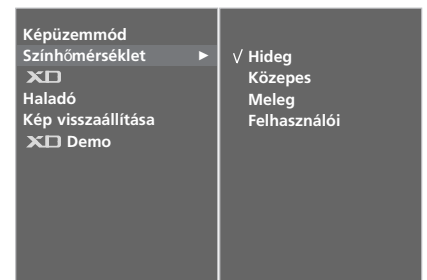 Képüzemmód
Színhőmérséklet ►
XD
Haladó
Kép visszaállítása
XD Demo
√ Hideg
Közepes
Meleg
Felhasználói